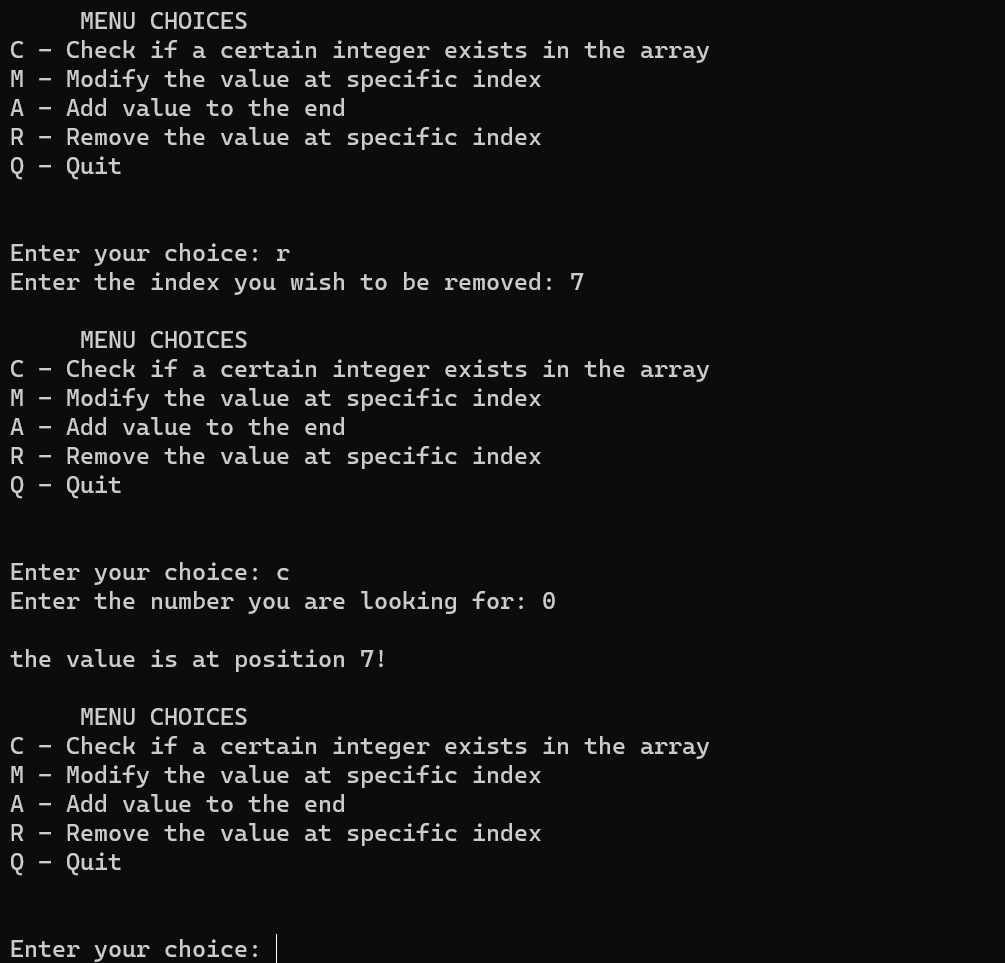 MENU CHOICES
C - Check if a certain integer exists in the array
M - Modify the value at specific index
A - Add value to the end
R - Remove the value at specific index
Q - Quit
Enter your choice: r
Enter the index you wish to be removed: 7
MENU CHOICES
C - Check if a certain integer exists in the array
M - Modify the value at specific index
A - Add value to the end
R - Remove the value at specific index
Q - Quit
Enter your choice: c
Enter the number you are looking for: 0
the value is at position 7!
MENU CHOICES
C - Check if a certain integer exists in the array
M - Modify the value at specific index
A - Add value to the end
R - Remove the value at specific index
Q - Quit
Enter your choice: